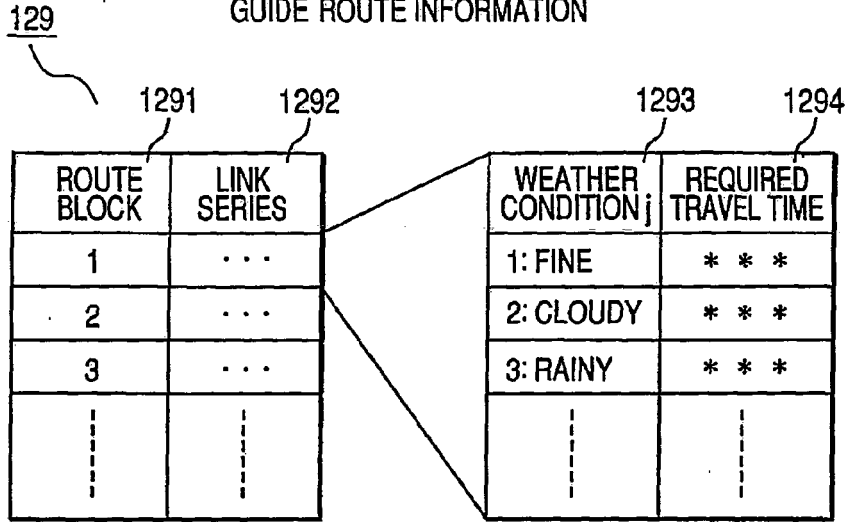 GUIDE ROUTE INFORMATION
129
1291 1292 1293 1294
ROUTE BLOCK LINK SERIES WEATHER CONDITION j REQUIRED TRAVEL TIME
1 ··· 1: FINE * * *
2 ··· 2: CLOUDY * * *
3 ··· 3: RAINY * * *